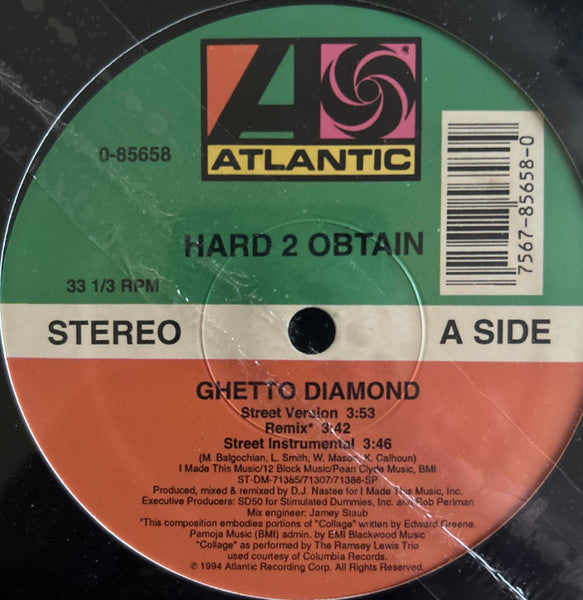 ATLANTIC
0-85658
7567-85658-0
HARD 2 OBTAIN
33 1/3 RPM
STEREO
A SIDE
GHETTO DIAMOND
Street Version 3:53
Remix* 3:42
Street Instrumental 3:46
(M. Balgochian, L. Smith, W. Mason, K. Calhoun)
I Made This Music/12 Block Music/Pean Clyde Music, BMI
ST-DM-71385/71307/71386-SP
Produced, mixed & remixed by D.J. Nastee for I Made This Music, Inc.
Executive Producers: SD50 for Stimulated Dummies, Inc. and Rob Perlman
Mix engineer: Jamey Staub
*This composition embodies portions of "Collage" written by Edward Greene.
Pamoja Music (BMI) admin. by EMI Blackwood Music
"Collage" as performed by The Ramsey Lewis Trio
used courtesy of Columbia Records.
℗ 1994 Atlantic Recording Corp. All Rights Reserved.